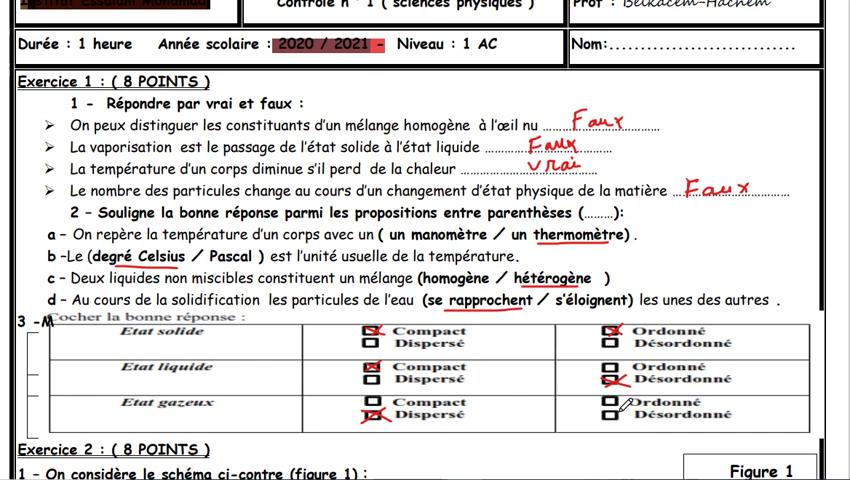 Institut Essalam Mohamadi
Contrôle n ° 1 ( sciences physiques )
Prof : Belkacem-Hachem
Durée : 1 heure Année scolaire : 2020 / 2021 - Niveau : 1 AC
Nom:..............................
Exercice 1 : ( 8 POINTS )
1 - Répondre par vrai et faux :
➢ On peux distinguer les constituants d’un mélange homogène à l’œil nu ........ Faux
➢ La vaporisation est le passage de l’état solide à l’état liquide ........ Faux
➢ La température d’un corps diminue s’il perd de la chaleur ........ vrai
➢ Le nombre des particules change au cours d’un changement d’état physique de la matière ........ Faux
2 – Souligne la bonne réponse parmi les propositions entre parenthèses (........):
a – On repère la température d’un corps avec un ( un manomètre / un thermomètre) .
b –Le (degré Celsius / Pascal ) est l’unité usuelle de la température.
c – Deux liquides non miscibles constituent un mélange (homogène / hétérogène )
d – Au cours de la solidification les particules de l’eau (se rapprochent / s’éloignent) les unes des autres .
3 -M
Cocher la bonne réponse :
Etat solide Compact Ordonné
Dispersé Désordonné
Etat liquide Compact Ordonné
Dispersé Désordonné
Etat gazeux Compact Ordonné
Dispersé Désordonné
Exercice 2 : ( 8 POINTS )
1 – On considère le schéma ci-contre (figure 1) :
Figure 1